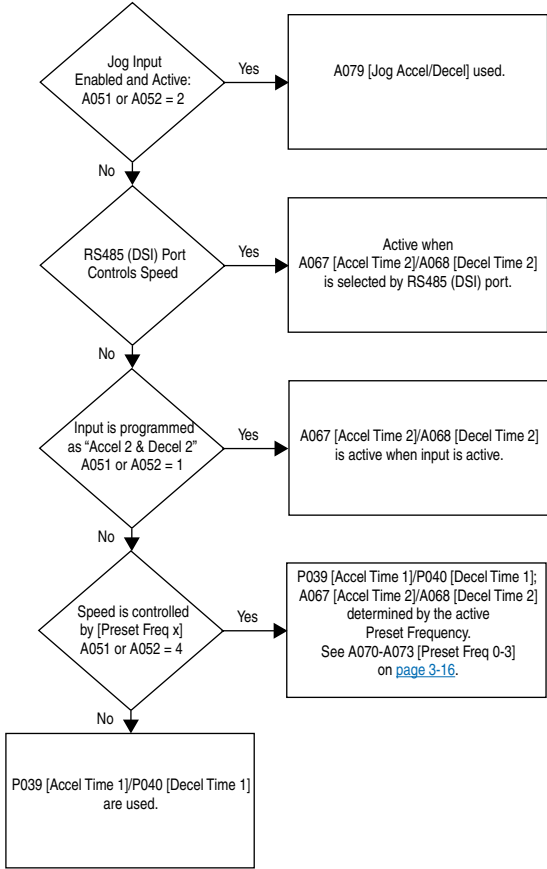 Jog Input
Enabled and Active:
A051 or A052 = 2
Yes
A079 [Jog Accel/Decel] used.
No
RS485 (DSI) Port
Controls Speed
Yes
Active when
A067 [Accel Time 2]/A068 [Decel Time 2]
is selected by RS485 (DSI) port.
No
Input is programmed
as “Accel 2 & Decel 2”
A051 or A052 = 1
Yes
A067 [Accel Time 2]/A068 [Decel Time 2]
is active when input is active.
No
Speed is controlled
by [Preset Freq x]
A051 or A052 = 4
Yes
P039 [Accel Time 1]/P040 [Decel Time 1];
A067 [Accel Time 2]/A068 [Decel Time 2]
determined by the active
Preset Frequency.
See A070-A073 [Preset Freq 0-3]
on page 3-16.
No
P039 [Accel Time 1]/P040 [Decel Time 1]
are used.